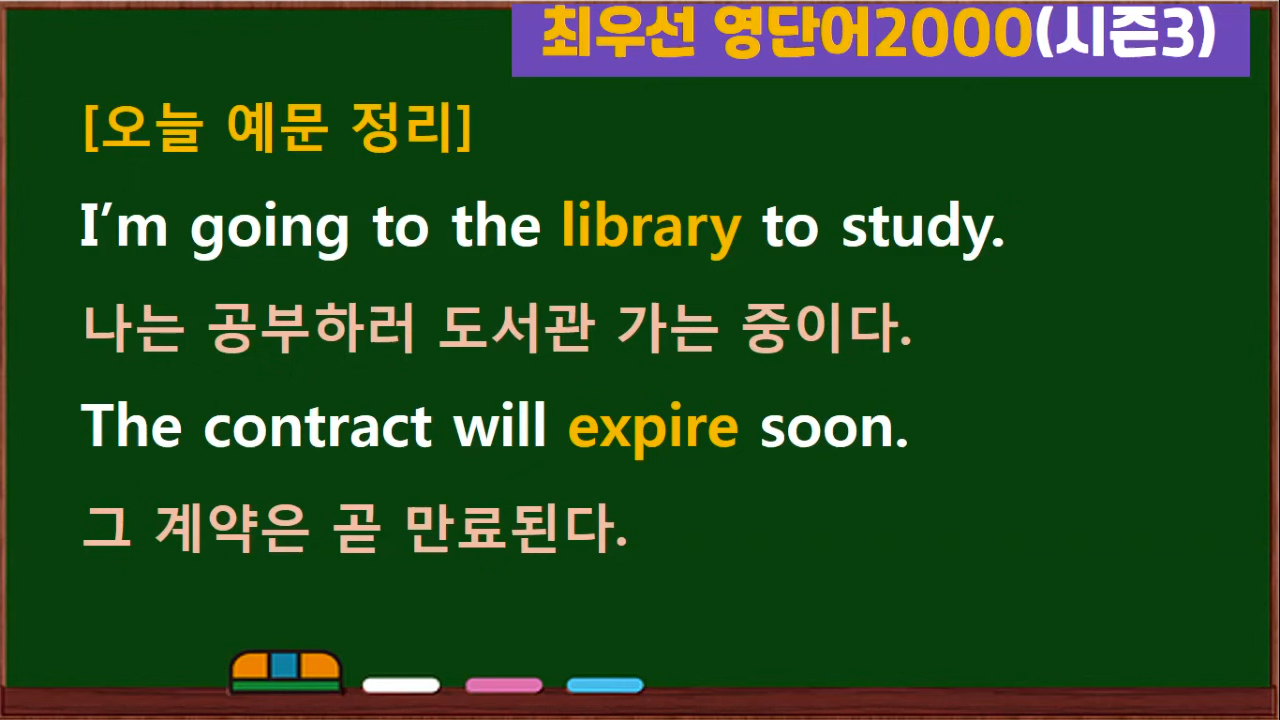 최우선 영단어2000(시즌3)
[오늘 예문 정리]
I’m going to the library to study.
나는 공부하러 도서관 가는 중이다.
The contract will expire soon.
그 계약은 곧 만료된다.